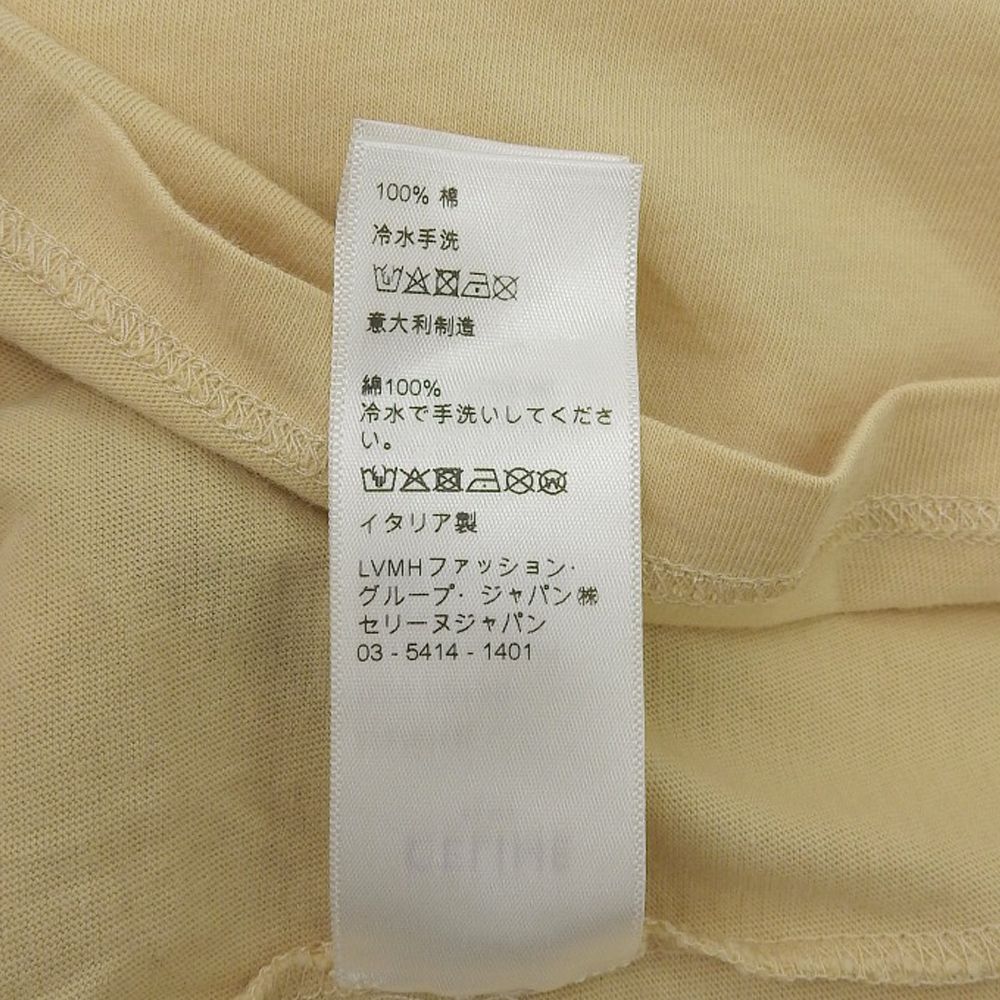 100% 棉
冷水手洗
意大利制造
綿100%
冷水で手洗いしてくださ
い。
イタリア製
LVMHファッション·
グループ· ジャパン㈱
セリーヌジャパン
03 - 5414 - 1401
CELINE